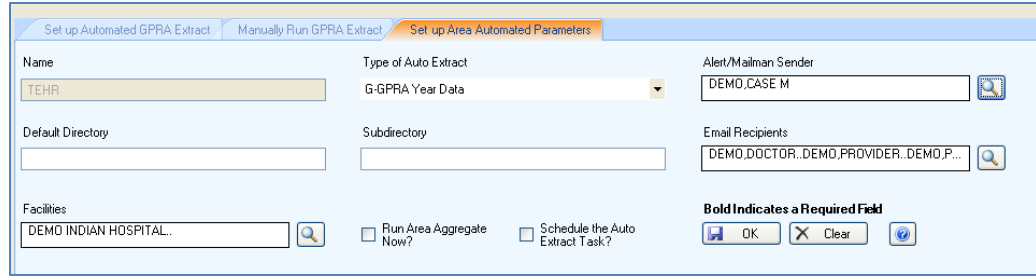 Set up Automated GPRA Extract Manually Run GPRA Extract Set up Area Automated Parameters
Name Type of Auto Extract Alert/Mailman Sender
TEHR G-GPRA Year Data DEMO,CASE M
Default Directory Subdirectory Email Recipients
DEMO,DOCTOR..DEMO,PROVIDER..DEMO,P...
Facilities Bold Indicates a Required Field
DEMO INDIAN HOSPITAL.. Run Area Aggregate Now? Schedule the Auto Extract Task? OK Clear